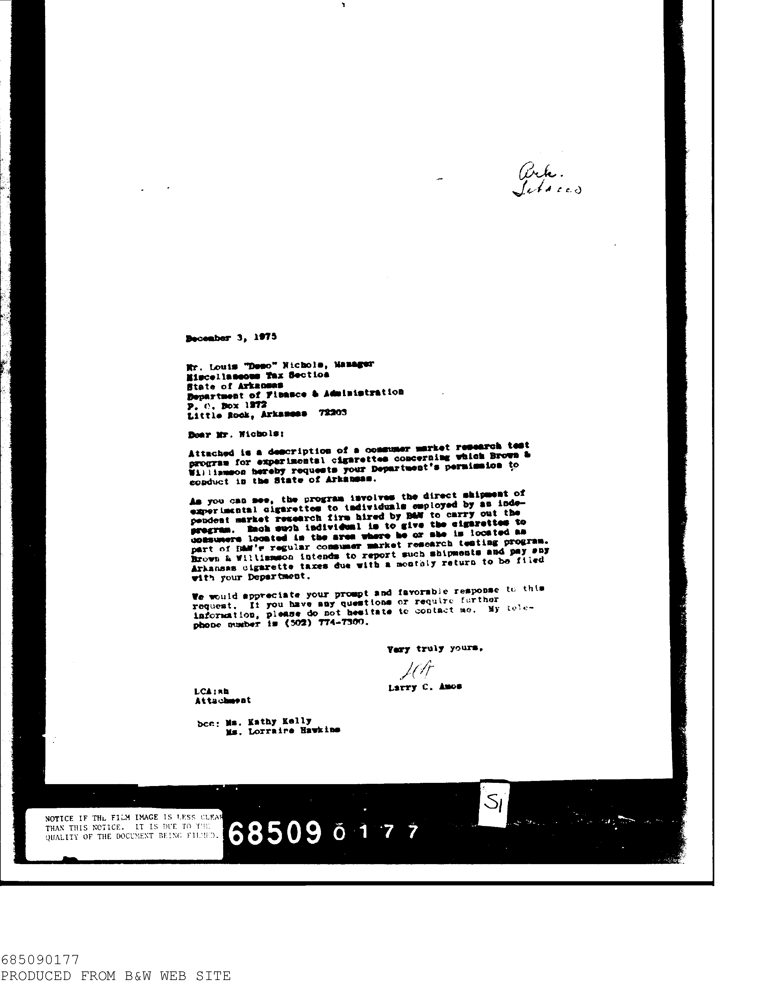 Ark.
Tobacco
December 3, 1975
Mr. Louis "Demo" Nichols, Manager
Miscellaneous Tax Section
State of Arkansas
Department of Finance & Administration
P. O. Box 1272
Little Rock, Arkansas 72203
Dear Mr. Nichols:
Attached is a description of a consumer market research test
program for experimental cigarettes concerning which Brown &
Williamson hereby requests your Department's permission to
conduct in the State of Arkansas.
As you can see, the program involves the direct shipment of
experimental cigarettes to individuals employed by an inde-
pendent market research firm hired by B&W to carry out the
program. Each such individual is to give the cigarettes to
consumers located in the area where he or she is located as
part of B&W's regular consumer market research testing program.
Brown & Williamson intends to report such shipments and pay any
Arkansas cigarette taxes due with a monthly return to be filed
with your Department.
We would appreciate your prompt and favorable response to this
request. If you have any questions or require further
information, please do not hesitate to contact me. My tele-
phone number is (502) 774-7300.
Very truly yours,
LCA
Larry C. Amos
LCA:sh
Attachment
bcc: Ms. Kathy Kelly
Ms. Lorraine Hawkins
S1
NOTICE IF THE FILM IMAGE IS LESS CLEAR
THAN THIS NOTICE. IT IS DUE TO THE
QUALITY OF THE DOCUMENT BEING FILMED.
68509 0177
685090177
PRODUCED FROM B&W WEB SITE